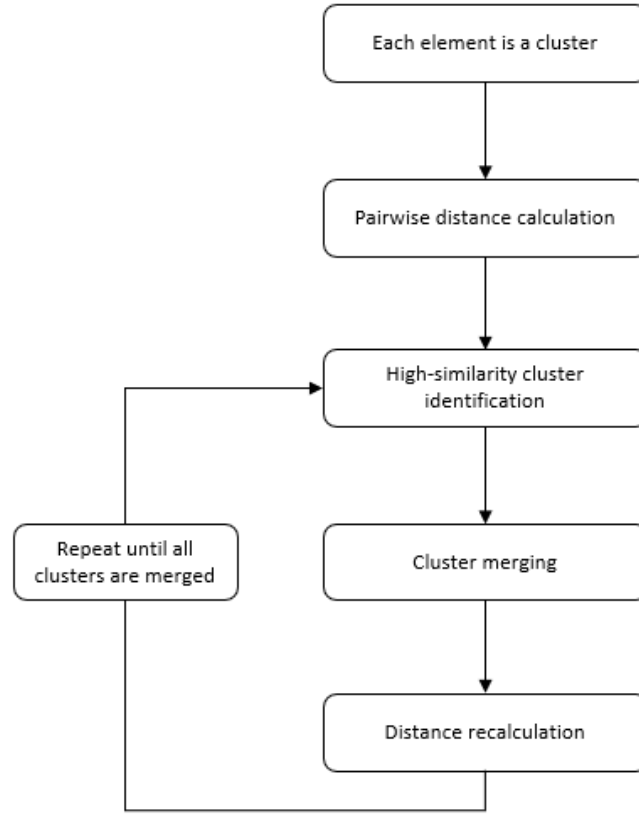 Each element is a cluster
Pairwise distance calculation
High-similarity cluster
identification
Repeat until all
clusters are merged
Cluster merging
Distance recalculation